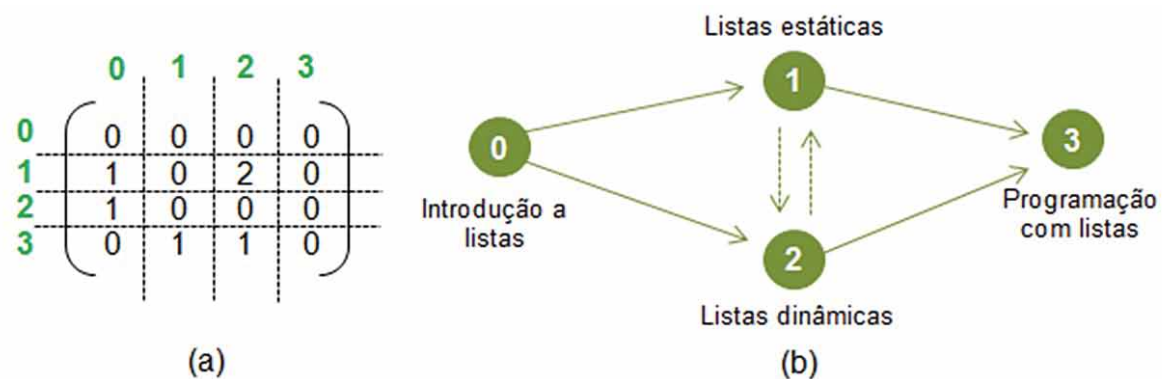 0 1 2 3
0 0 0 0 0
1 1 0 2 0
2 1 0 0 0
3 0 1 1 0
(a)
Listas estáticas
1
0
3
Introdução a
listas
Programação
com listas
2
Listas dinâmicas
(b)